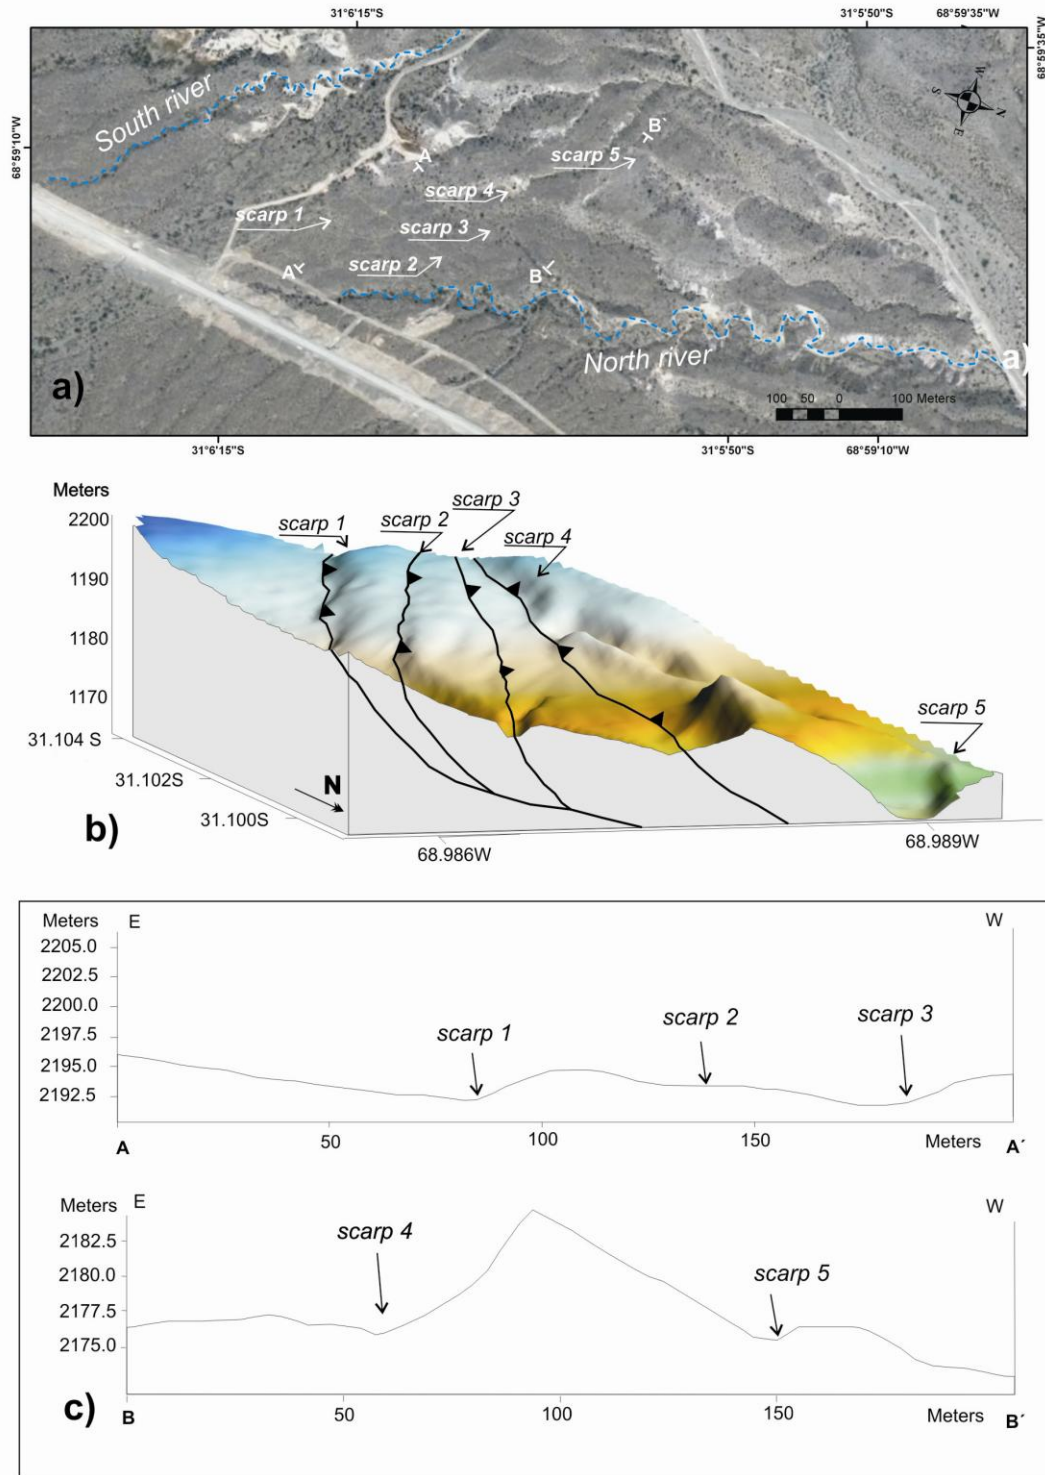 31°6'15"S
31°5'50"S
68°59'35"W
68°59'35"W
68°59'10"W
South river
W
S
N
E
A
B`
scarp 5
scarp 4
scarp 1
scarp 3
scarp 2
A
B
North river
a)
a)
100 50 0 100 Meters
31°6'15"S
31°5'50"S
68°59'10"W
Meters
2200
1190
1180
1170
scarp 1
scarp 2
scarp 3
scarp 4
scarp 5
31.104 S
31.102S
31.100S
N
b)
68.986W
68.989W
Meters
E
W
2205.0
2202.5
2200.0
2197.5
2195.0
2192.5
scarp 1
scarp 2
scarp 3
A
50
100
150
Meters
A´
Meters
E
W
2182.5
2180.0
2177.5
2175.0
scarp 4
scarp 5
c)
B
50
100
150
Meters
B´